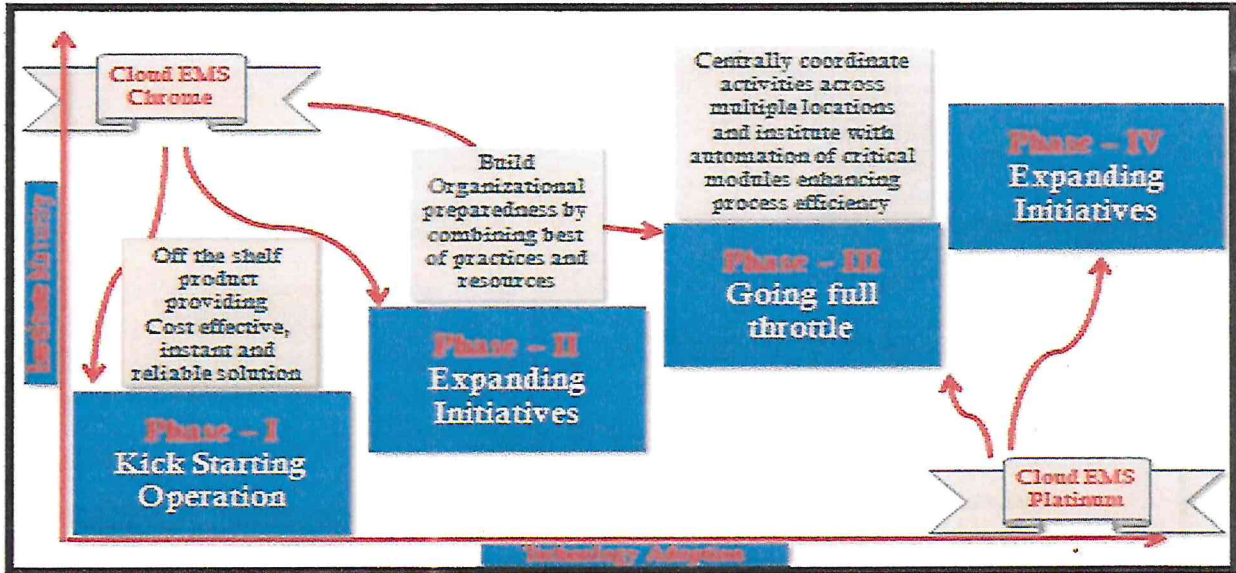 Cloud EMS
Chrome
Centrally coordinate
activities across
multiple locations
and institute with
automation of critical
modules enhancing
process efficiency
Phase – IV
Expanding
Initiatives
Build
Organizational
preparedness by
combining best
of practices and
resources
Phase – III
Going full
throttle
Off the shelf
product
providing
Cost effective,
instant and
reliable solution
Phase – II
Expanding
Initiatives
Institute Maturity
Phase – I
Kick Starting
Operation
Cloud EMS
Platinum
Technology Adoption